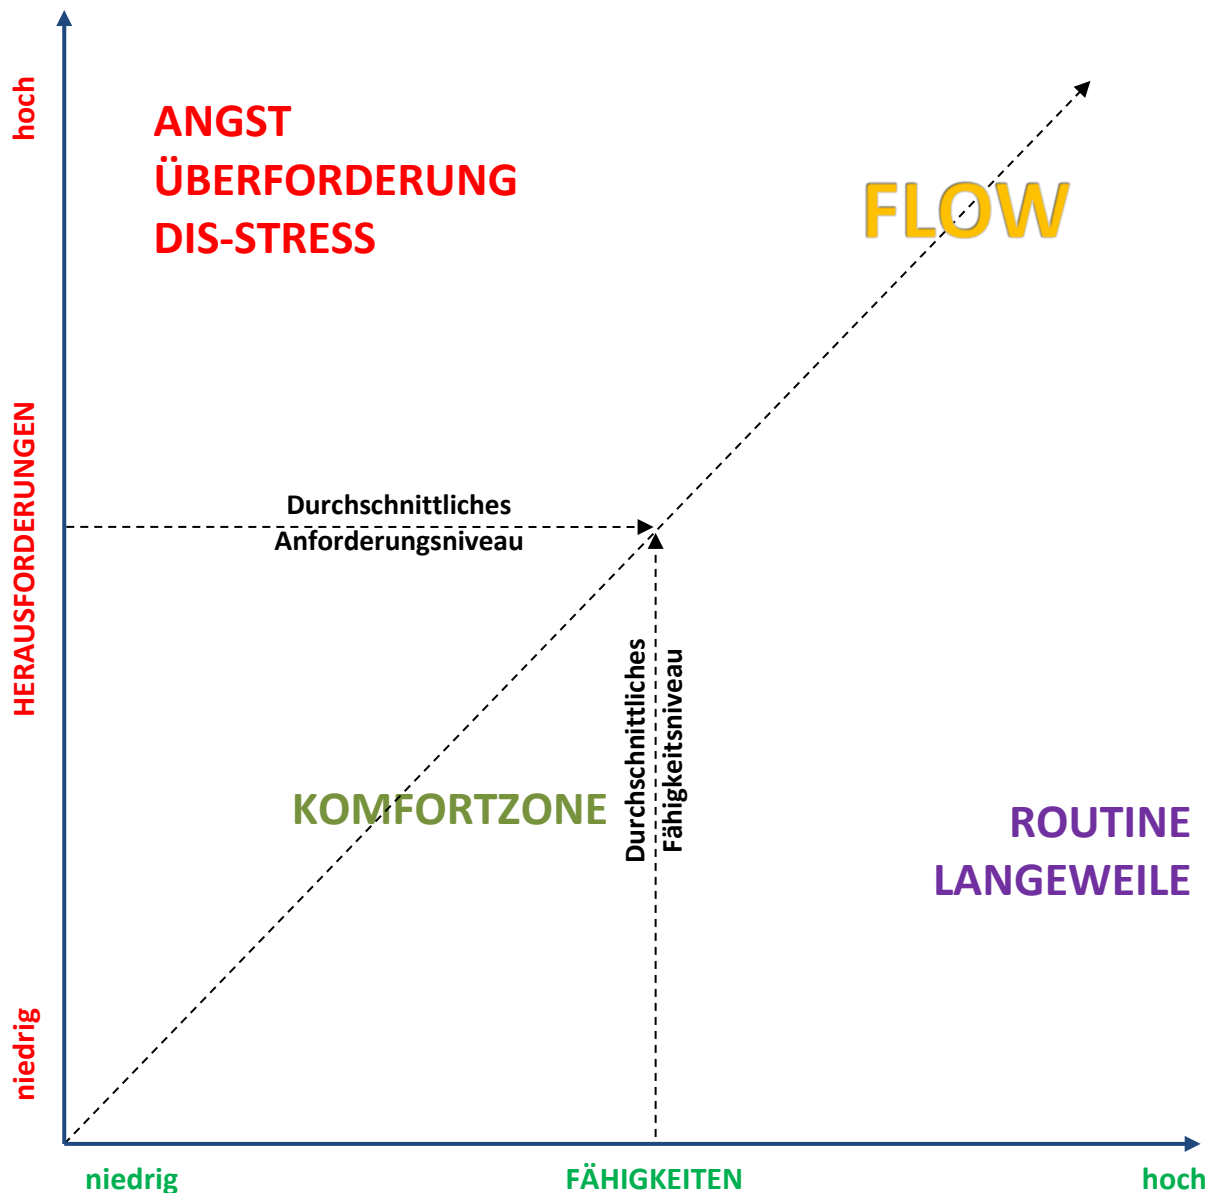 hoch
ANGST
ÜBERFORDERUNG
DIS-STRESS
FLOW
HERAUSFORDERUNGEN
Durchschnittliches
Anforderungsniveau
Durchschnittliches
Fähigkeitsniveau
KOMFORTZONE
ROUTINE
LANGEWEILE
niedrig
niedrig
FÄHIGKEITEN
hoch